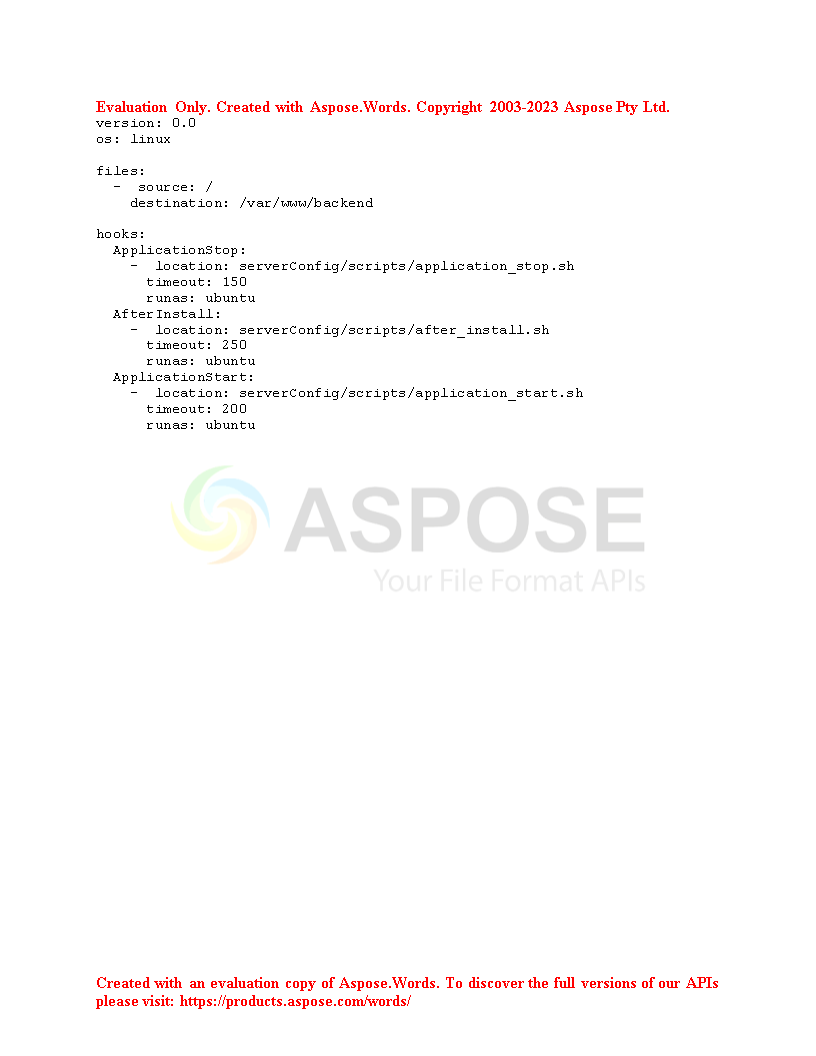 Evaluation Only. Created with Aspose.Words. Copyright 2003-2023 Aspose Pty Ltd.
version: 0.0
os: linux

files:
  -  source: /
    destination: /var/www/backend

hooks:
  ApplicationStop:
    -  location: serverConfig/scripts/application_stop.sh
      timeout: 150
      runas: ubuntu
  AfterInstall:
    -  location: serverConfig/scripts/after_install.sh
      timeout: 250
      runas: ubuntu
  ApplicationStart:
    -  location: serverConfig/scripts/application_start.sh
      timeout: 200
      runas: ubuntu
ASPOSE
Your File Format APIs
Created with an evaluation copy of Aspose.Words. To discover the full versions of our APIs
please visit: https://products.aspose.com/words/